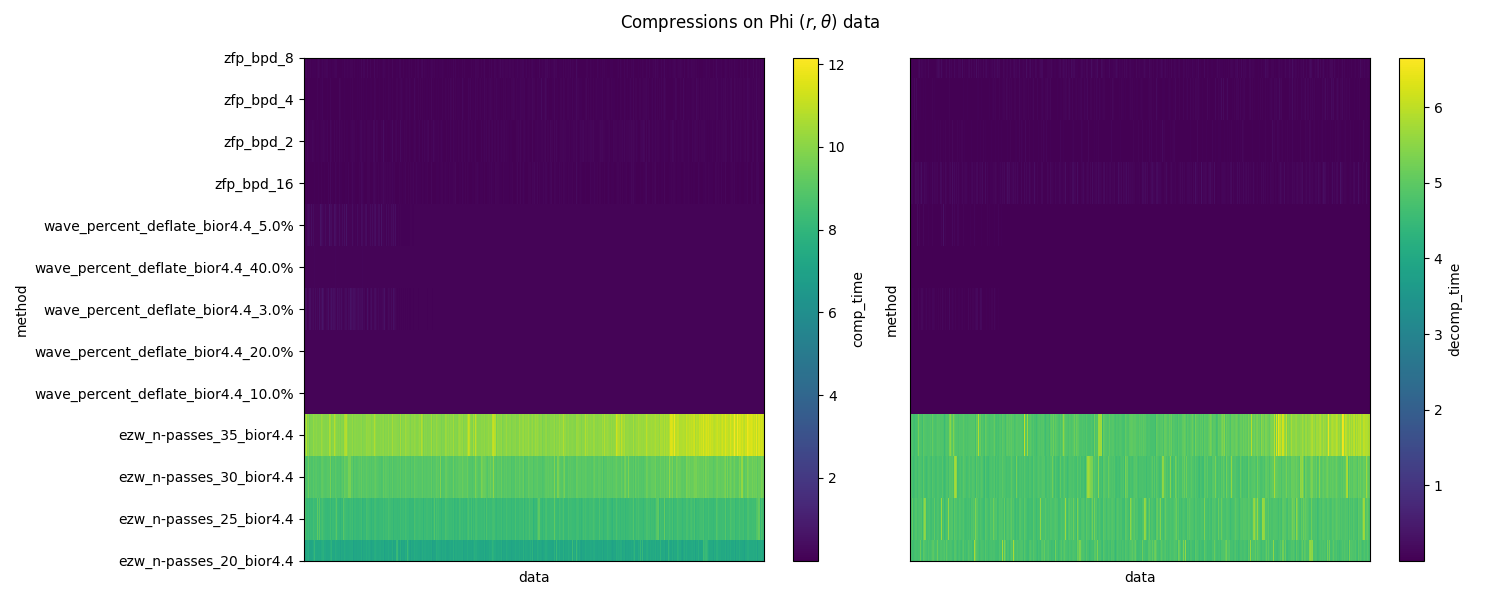 Compressions on Phi (r, θ) data
method
zfp_bpd_8
zfp_bpd_4
zfp_bpd_2
zfp_bpd_16
wave_percent_deflate_bior4.4_5.0%
wave_percent_deflate_bior4.4_40.0%
wave_percent_deflate_bior4.4_3.0%
wave_percent_deflate_bior4.4_20.0%
wave_percent_deflate_bior4.4_10.0%
ezw_n-passes_35_bior4.4
ezw_n-passes_30_bior4.4
ezw_n-passes_25_bior4.4
ezw_n-passes_20_bior4.4
data
12
10
8
6
4
2
comp_time
method
data
6
5
4
3
2
1
decomp_time